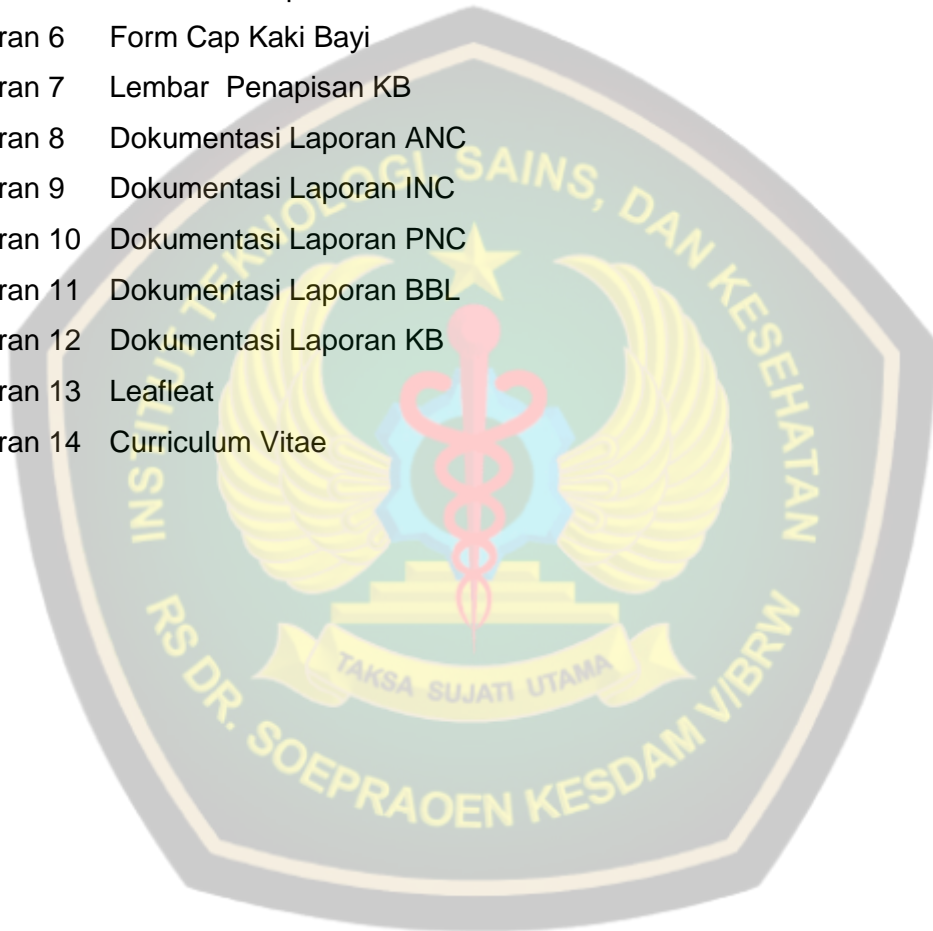 ran 6 Form Cap Kaki Bayi
ran 7 Lembar Penapisan KB
ran 8 Dokumentasi Laporan ANC
ran 9 Dokumentasi Laporan INC
ran 10 Dokumentasi Laporan PNC
ran 11 Dokumentasi Laporan BBL
ran 12 Dokumentasi Laporan KB
ran 13 Leafleat
ran 14 Curriculum Vitae
INSTITUT TEKNOLOGI, SAINS, DAN KESEHATAN
TAKSA SUJATI UTAMA
RS DR. SOEPRAOEN KESDAM V/BRW